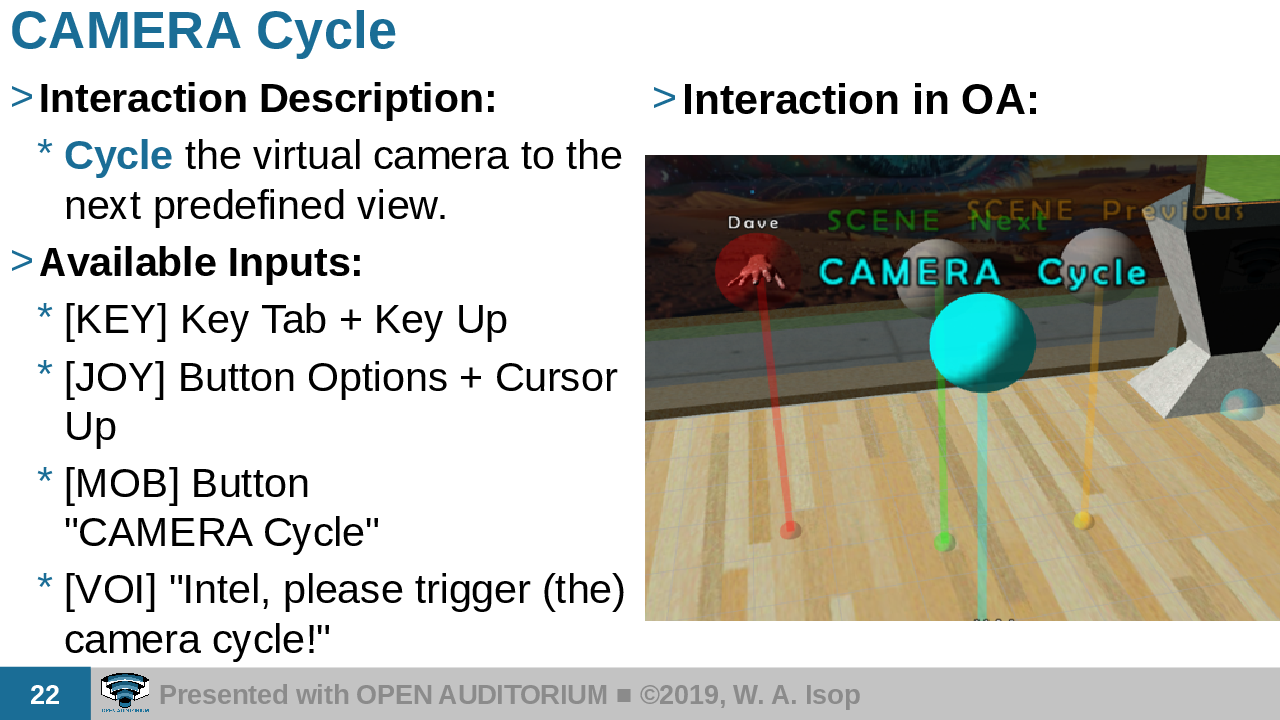 CAMERA Cycle
> Interaction Description:
* Cycle the virtual camera to the
next predefined view.
> Available Inputs:
* [KEY] Key Tab + Key Up
* [JOY] Button Options + Cursor
Up
* [MOB] Button
"CAMERA Cycle"
* [VOI] "Intel, please trigger (the)
camera cycle!"
> Interaction in OA:
Dave
SCENE Next
SCENE Previous
CAMERA Cycle
22
OPEN AUDITORIUM
Presented with OPEN AUDITORIUM ■ ©2019, W. A. Isop